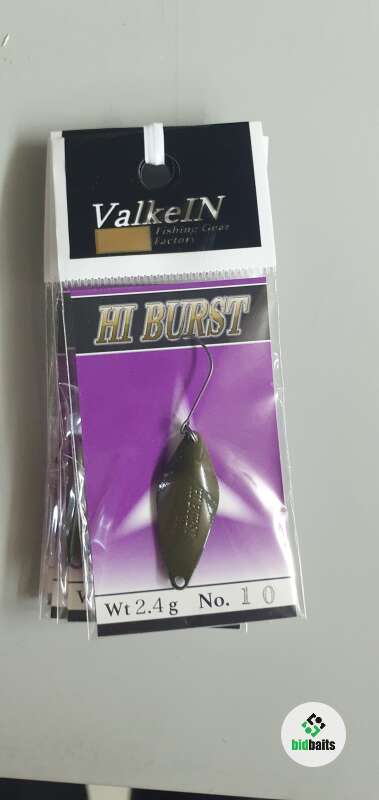 ValkeIN
Fishing Gear
Factory
HI BURST
Wt 2.4 g No. 10
bidbaits